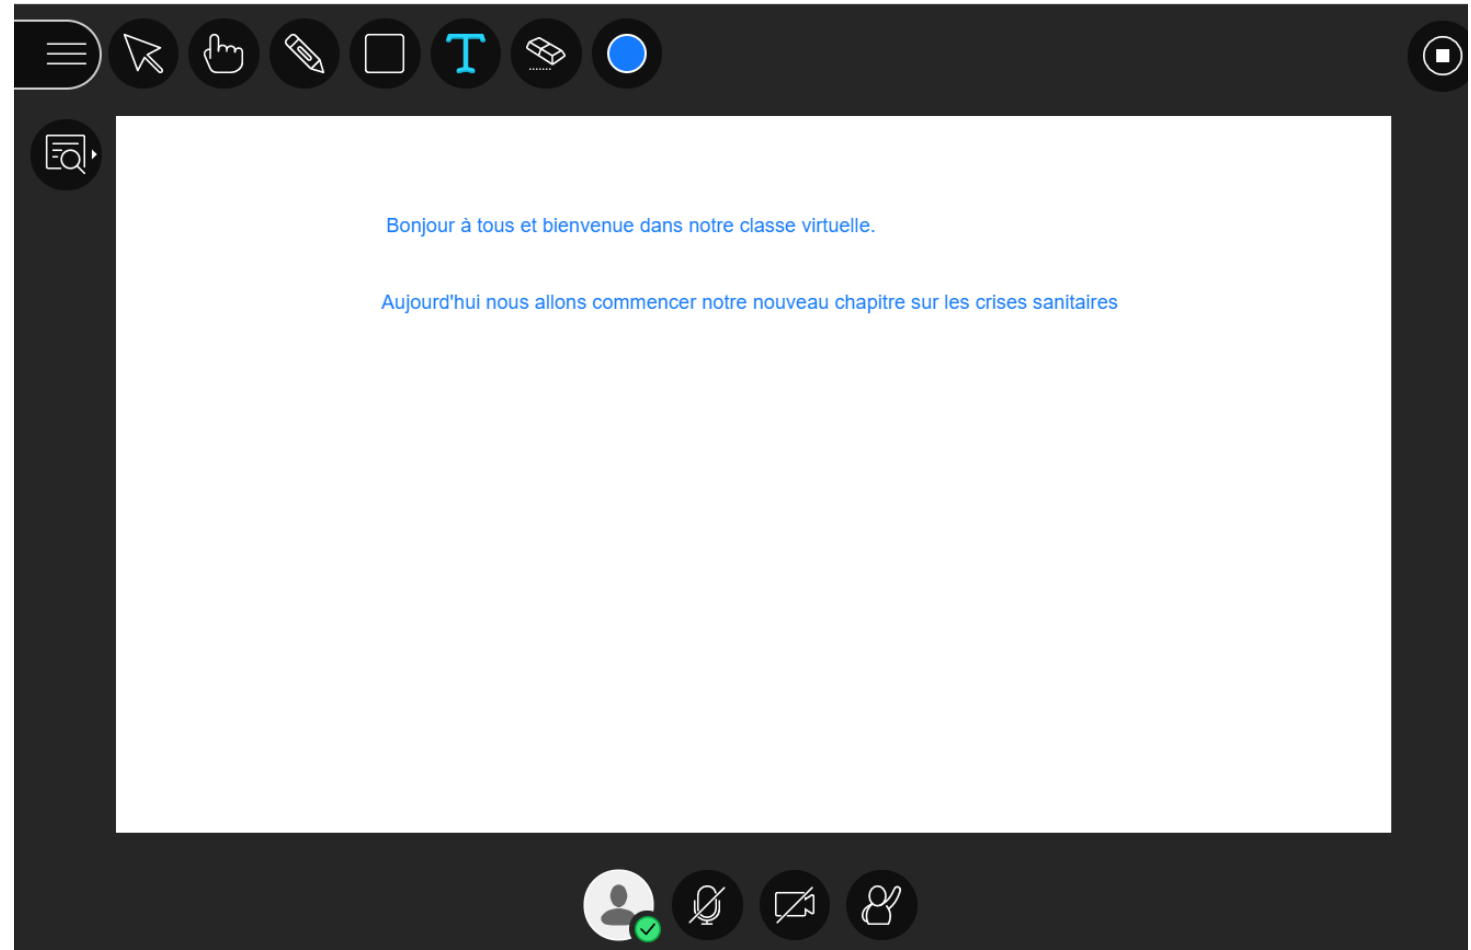 Bonjour à tous et bienvenue dans notre classe virtuelle.
Aujourd'hui nous allons commencer notre nouveau chapitre sur les crises sanitaires